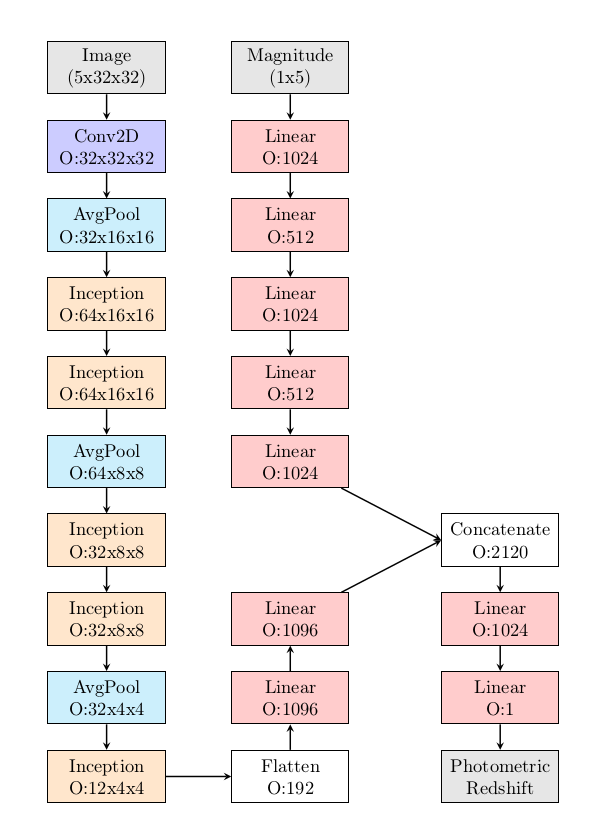 Image
(5x32x32)
Conv2D
O:32x32x32
AvgPool
O:32x16x16
Inception
O:64x16x16
Inception
O:64x16x16
AvgPool
O:64x8x8
Inception
O:32x8x8
Inception
O:32x8x8
AvgPool
O:32x4x4
Inception
O:12x4x4
Flatten
O:192
Linear
O:1096
Linear
O:1096
Magnitude
(1x5)
Linear
O:1024
Linear
O:512
Linear
O:1024
Linear
O:512
Linear
O:1024
Concatenate
O:2120
Linear
O:1024
Linear
O:1
Photometric
Redshift